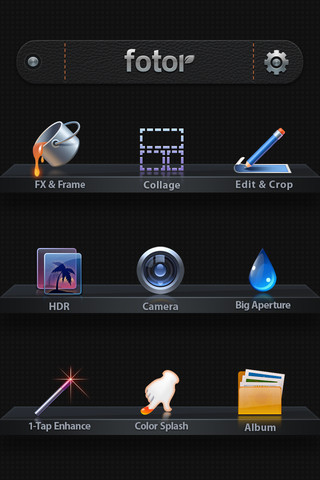 fotor
FX & Frame
Collage
Edit & Crop
HDR
Camera
Big Aperture
1-Tap Enhance
Color Splash
Album